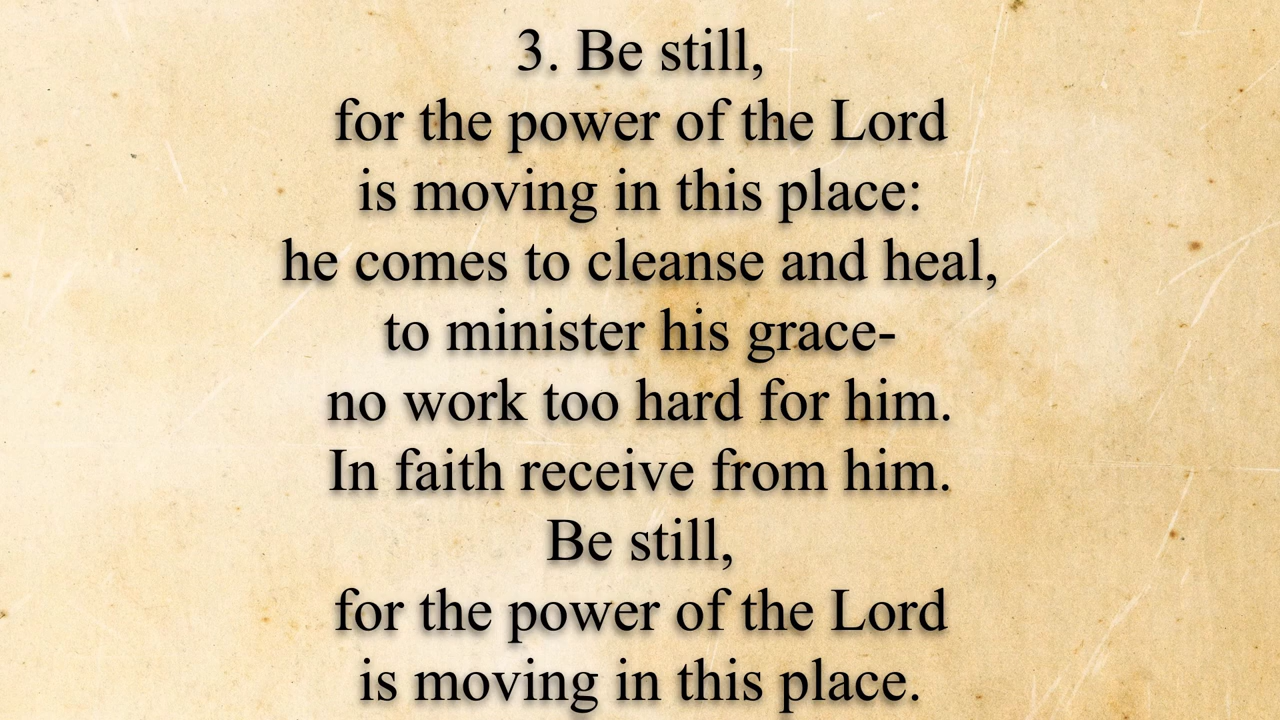 3. Be still,
for the power of the Lord
is moving in this place:
he comes to cleanse and heal,
to minister his grace-
no work too hard for him.
In faith receive from him.
Be still,
for the power of the Lord
is moving in this place.